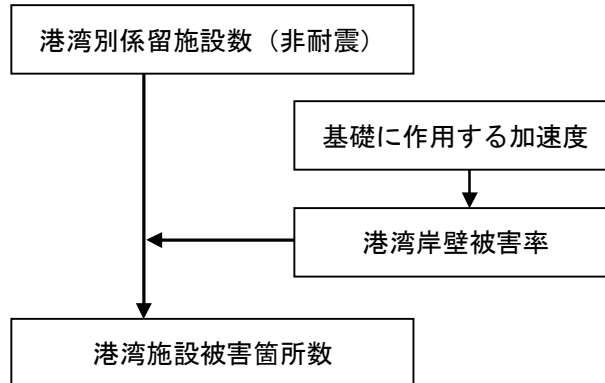 港湾別係留施設数（非耐震）
基礎に作用する加速度
港湾岸壁被害率
港湾施設被害箇所数